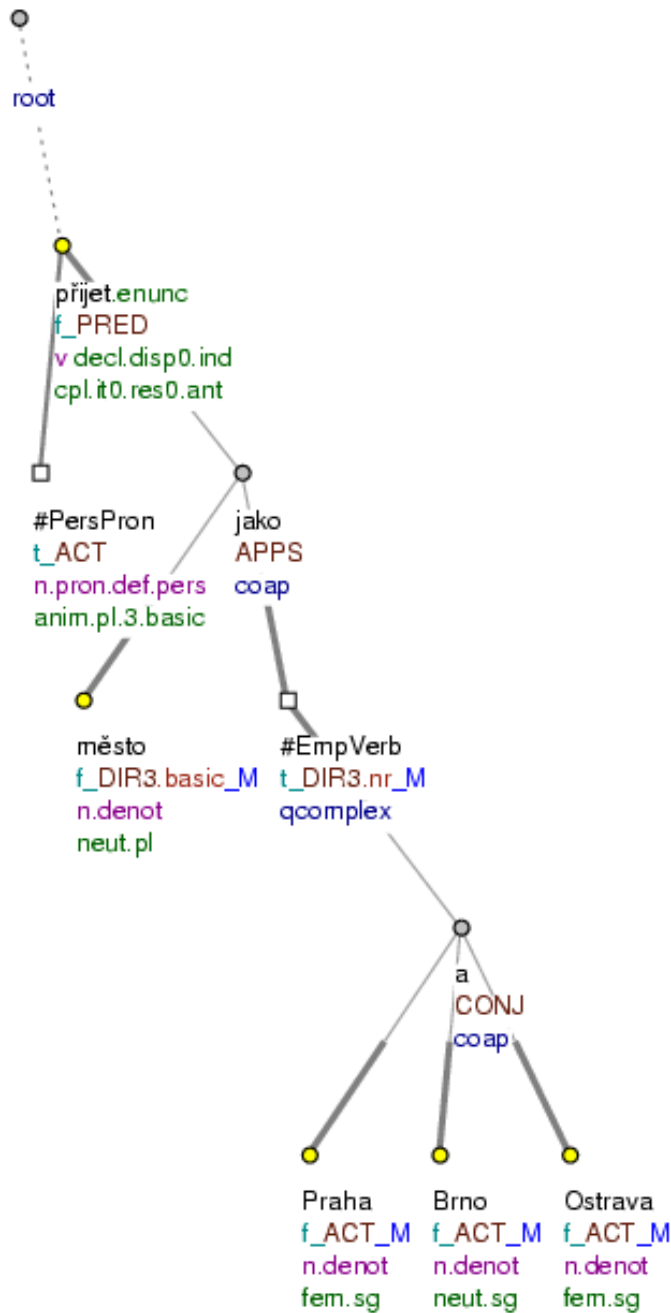 root
přijet.enunc
f_PRED
v decl.disp0.ind
cpl.it0.res0.ant
#PersPron
t_ACT
n.pron.def.pers
anim.pl.3.basic
jako
APPS
coap
město
f_DIR3.basic_M
n.denot
neut.pl
#EmpVerb
t_DIR3.nr_M
qcomplex
a
CONJ
coap
Praha
f_ACT_M
n.denot
fem.sg
Brno
f_ACT_M
n.denot
neut.sg
Ostrava
f_ACT_M
n.denot
fem.sg